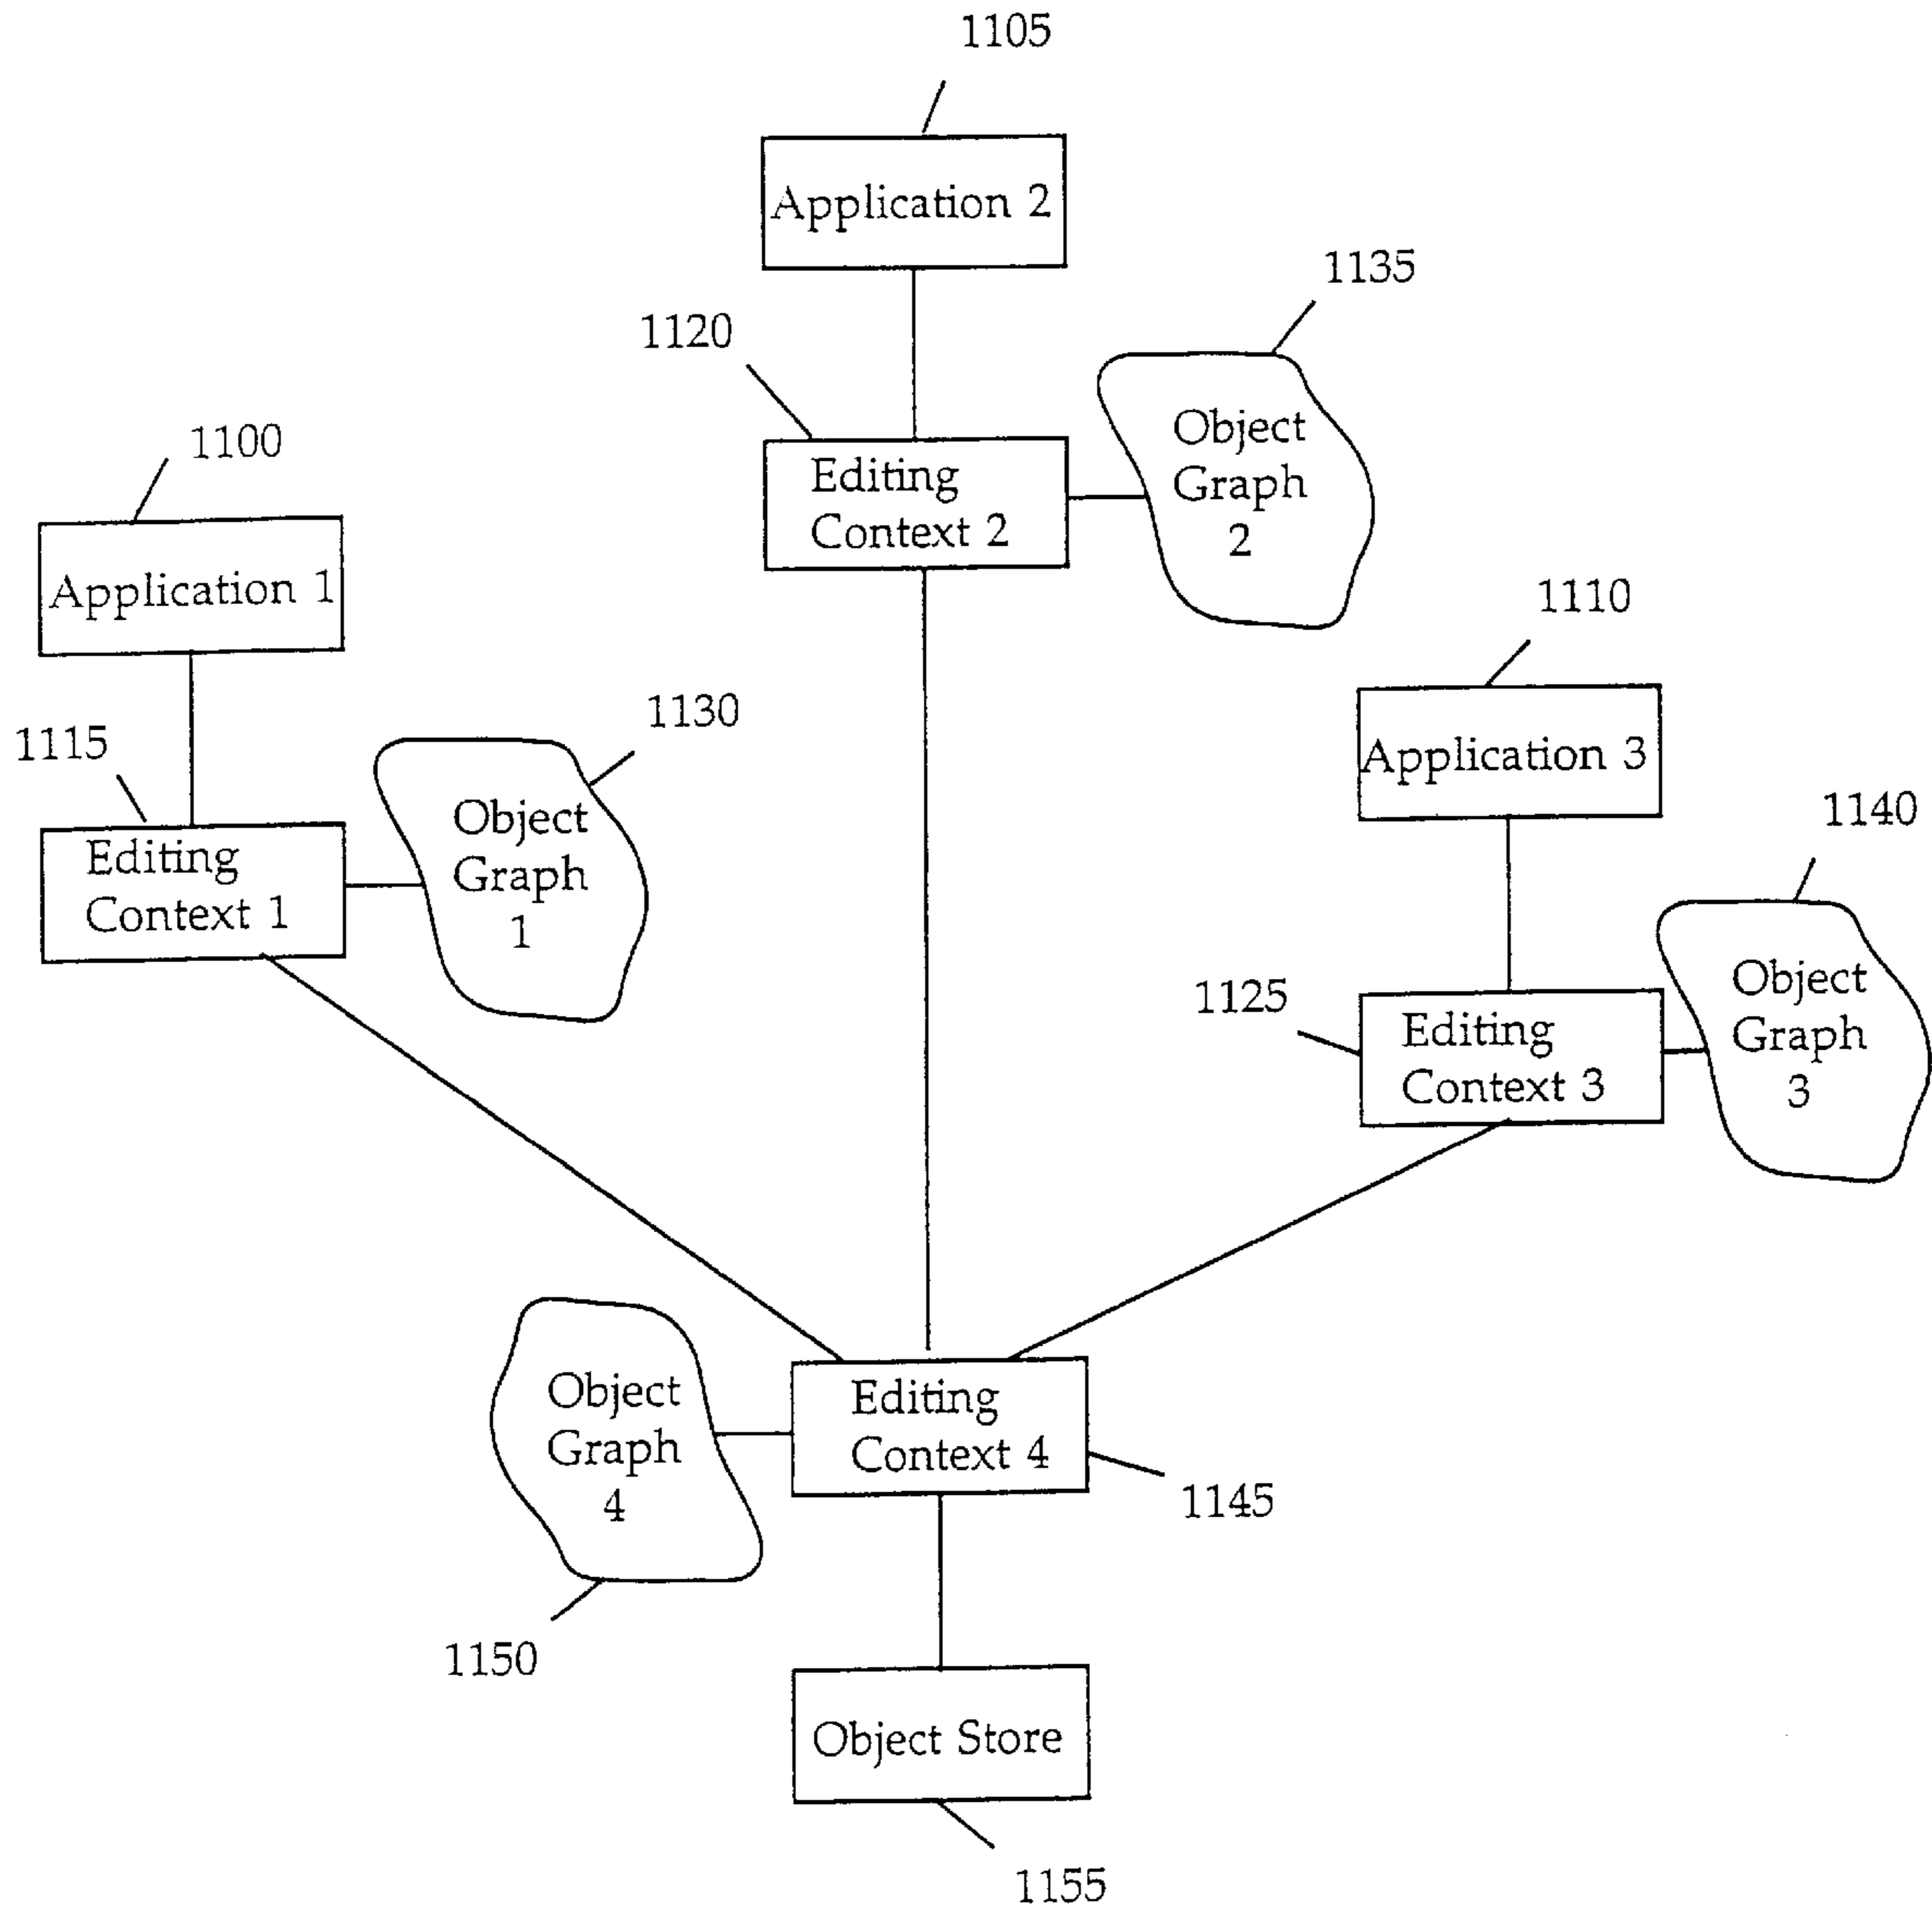 1105
Application 2
1135
1120
Object
Graph
2
Editing
Context 2
1100
Application 1
1110
Application 3
1130
1115
Object
Graph
1
Editing
Context 1
1140
Object
Graph
3
1125
Editing
Context 3
Object
Graph
4
Editing
Context 4
1145
1150
Object Store
1155